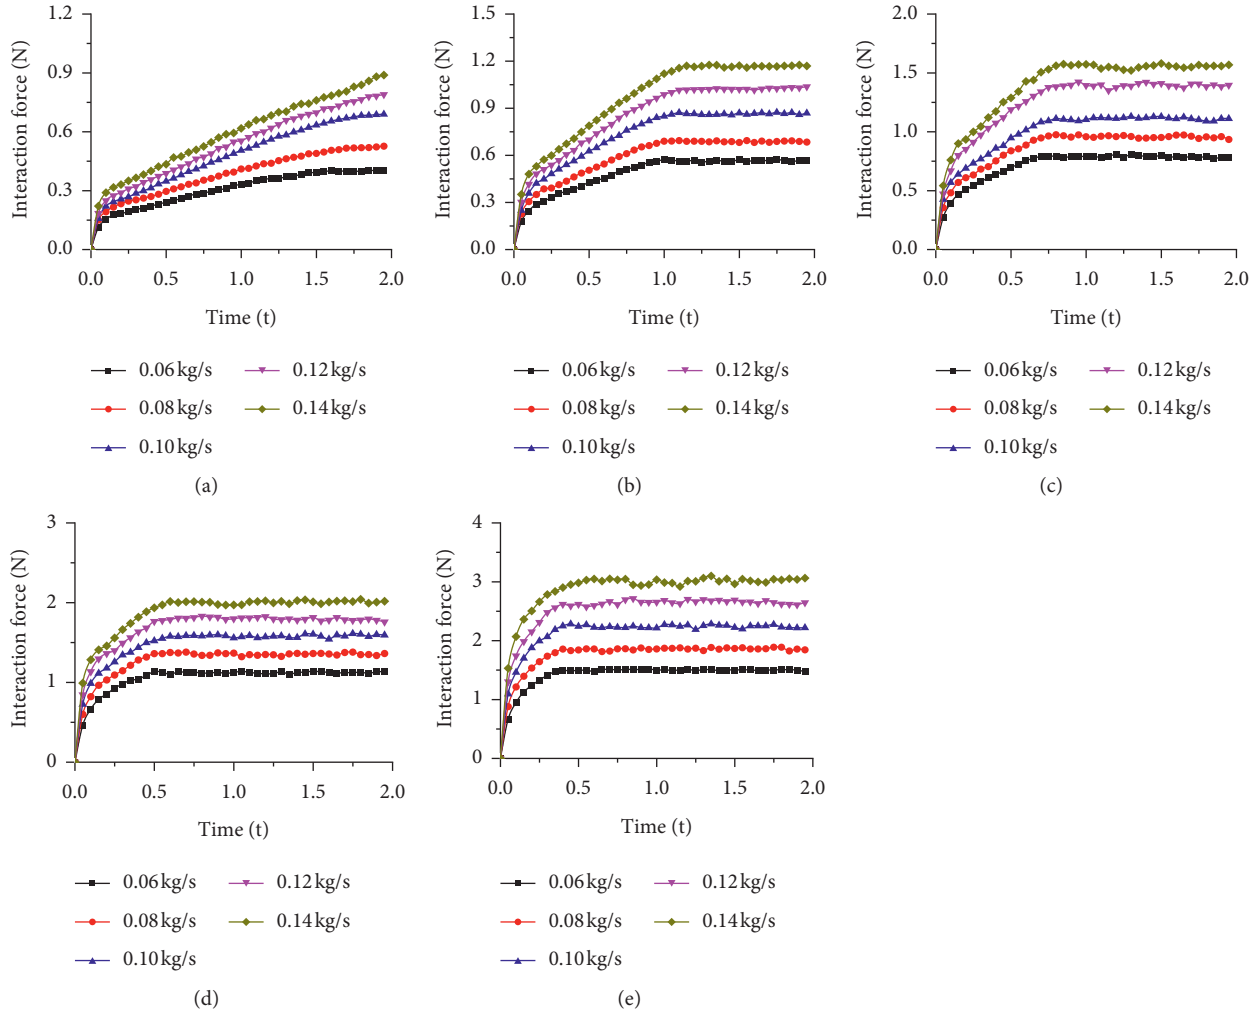 Interaction force (N)
1.2
0.9
0.6
0.3
0.0
0.0 0.5 1.0 1.5 2.0
Time (t)
0.06 kg/s 0.12 kg/s
0.08 kg/s 0.14 kg/s
0.10 kg/s
(a)
Interaction force (N)
1.5
1.2
0.9
0.6
0.3
0.0
0.0 0.5 1.0 1.5 2.0
Time (t)
0.06 kg/s 0.12 kg/s
0.08 kg/s 0.14 kg/s
0.10 kg/s
(b)
Interaction force (N)
2.0
1.5
1.0
0.5
0.0
0.0 0.5 1.0 1.5 2.0
Time (t)
0.06 kg/s 0.12 kg/s
0.08 kg/s 0.14 kg/s
0.10 kg/s
(c)
Interaction force (N)
3
2
1
0
0.0 0.5 1.0 1.5 2.0
Time (t)
0.06 kg/s 0.12 kg/s
0.08 kg/s 0.14 kg/s
0.10 kg/s
(d)
Interaction force (N)
4
3
2
1
0
0.0 0.5 1.0 1.5 2.0
Time (t)
0.06 kg/s 0.12 kg/s
0.08 kg/s 0.14 kg/s
0.10 kg/s
(e)